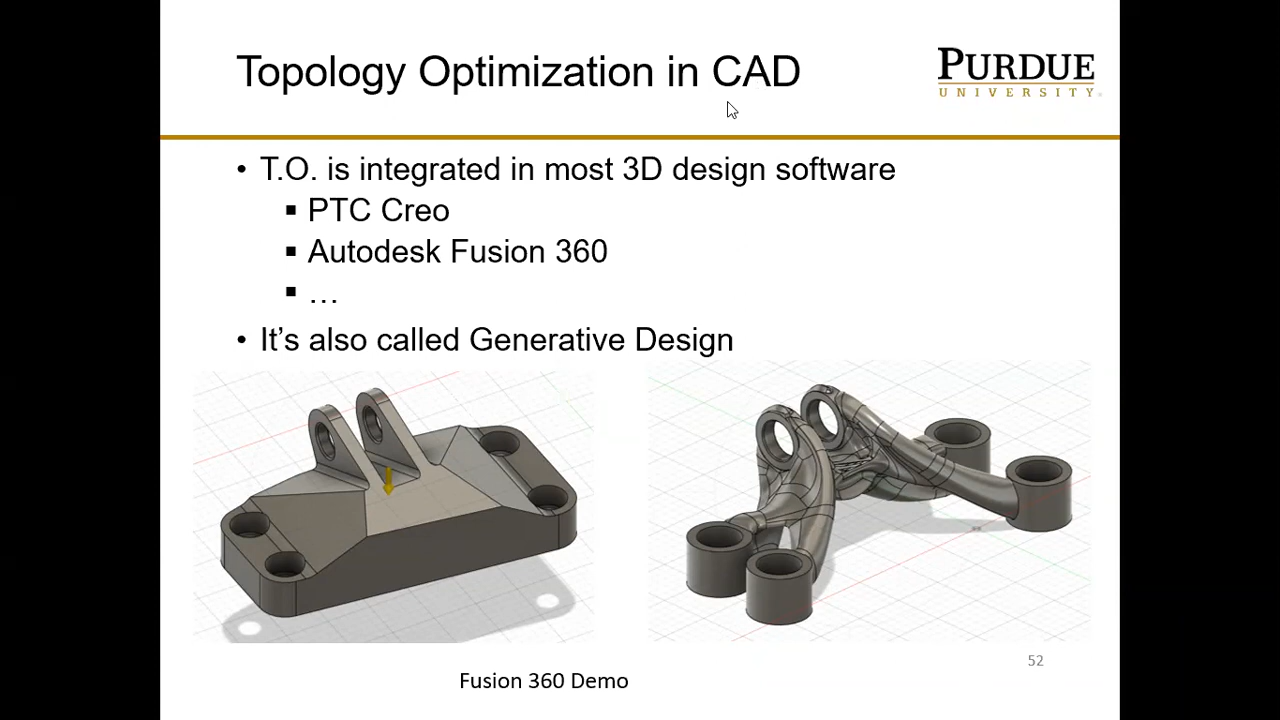 Topology Optimization in CAD
PURDUE
UNIVERSITY
• T.O. is integrated in most 3D design software
▪ PTC Creo
▪ Autodesk Fusion 360
▪ …
• It’s also called Generative Design
52
Fusion 360 Demo